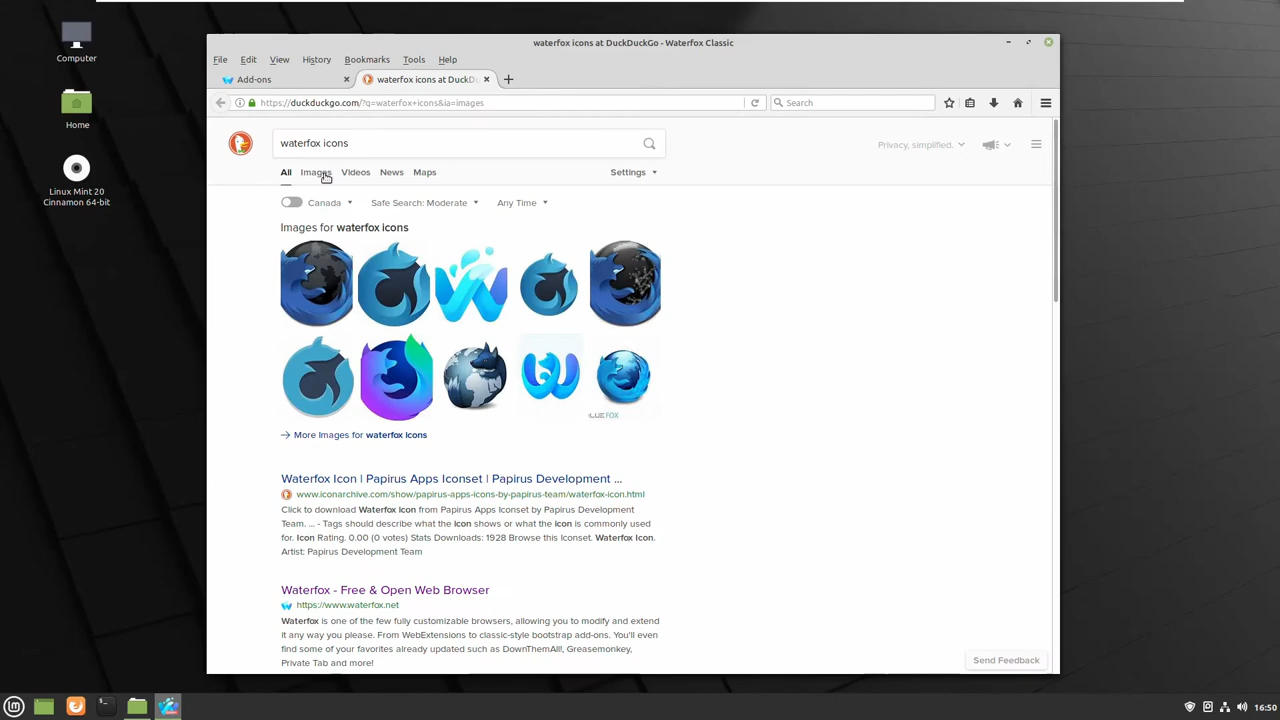 Computer
Home
Linux Mint 20
Cinnamon 64-bit
waterfox icons at DuckDuckGo - Waterfox Classic
File Edit View History Bookmarks Tools Help
Add-ons
waterfox icons at DuckD
https://duckduckgo.com/?q=waterfox+icons&ia=images
Search
waterfox icons
Privacy, simplified.
All Images Videos News Maps Settings
Canada Safe Search: Moderate Any Time
Images for waterfox icons
LUEFOX
More Images for waterfox icons
Waterfox Icon | Papirus Apps Iconset | Papirus Development ...
www.iconarchive.com/show/papirus-apps-icons-by-papirus-team/waterfox-icon.html
Click to download Waterfox icon from Papirus Apps Iconset by Papirus Development
Team. ... - Tags should describe what the icon shows or what the icon is commonly used
for. Icon Rating. 0.00 (0 votes) Stats Downloads: 1928 Browse this Iconset. Waterfox Icon.
Artist: Papirus Development Team
Waterfox - Free & Open Web Browser
https://www.waterfox.net
Waterfox is one of the few fully customizable browsers, allowing you to modify and extend
it any way you please. From WebExtensions to classic-style bootstrap add-ons. You'll even
find some of your favorites already updated such as DownThemAll!, Greasemonkey,
Private Tab and more!
Send Feedback
16:50